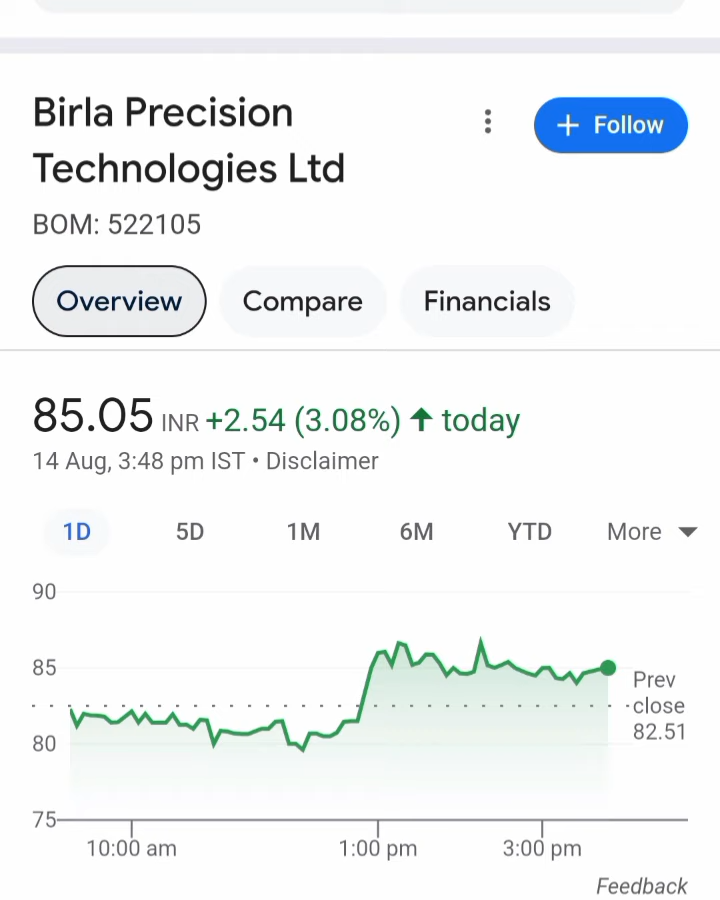 Birla Precision
Technologies Ltd
+ Follow
BOM: 522105
Overview
Compare
Financials
85.05 INR +2.54 (3.08%) ↑ today
14 Aug, 3:48 pm IST • Disclaimer
1D 5D 1M 6M YTD More
90
85
80
75
Prev
close
82.51
10:00 am 1:00 pm 3:00 pm
Feedback